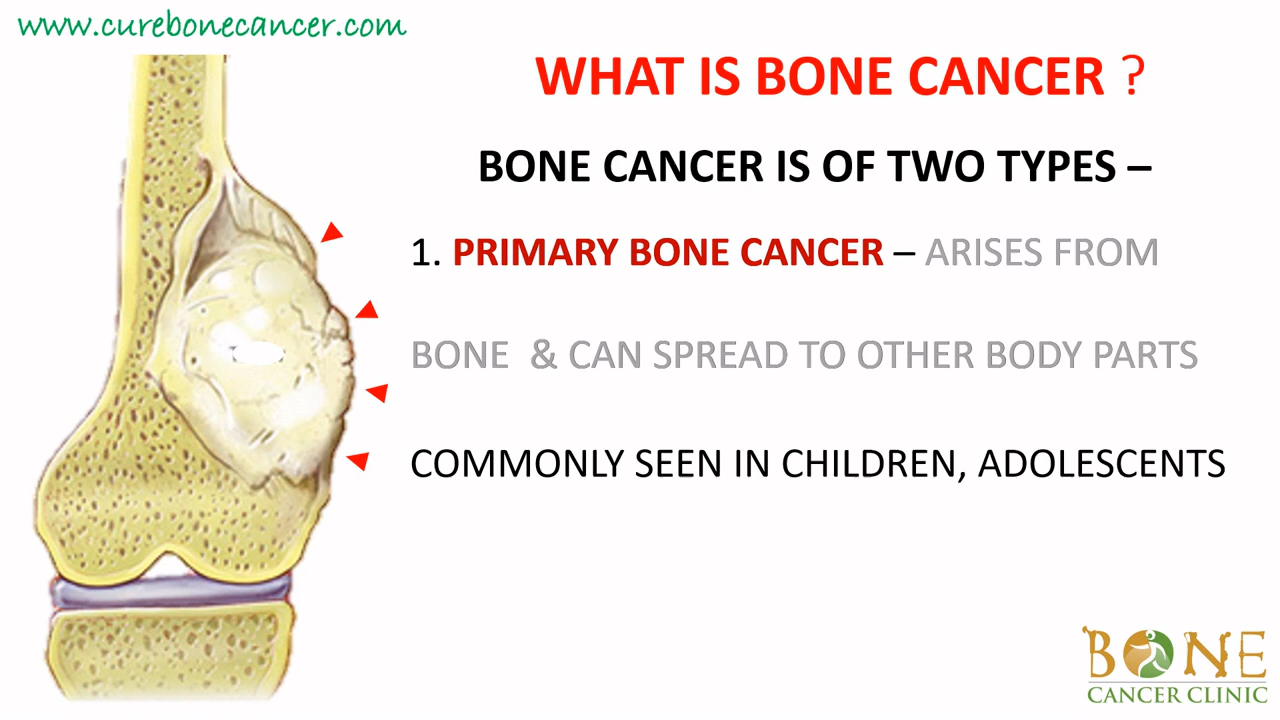 www.curebonecancer.com
WHAT IS BONE CANCER ?
BONE CANCER IS OF TWO TYPES –
1. PRIMARY BONE CANCER – ARISES FROM
BONE & CAN SPREAD TO OTHER BODY PARTS
COMMONLY SEEN IN CHILDREN, ADOLESCENTS
BONE
CANCER CLINIC